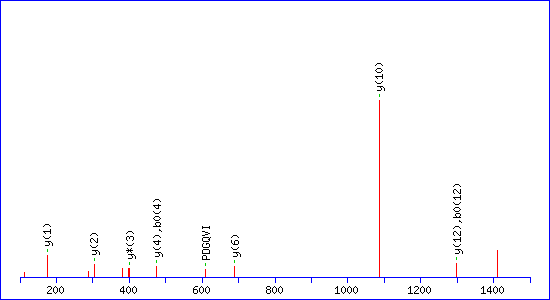 y(1)
y(2)
y*(3)
y(4),b0(4)
PDGQVI
y(6)
y(10)
y(12),b0(12)
200
400
600
800
1000
1200
1400